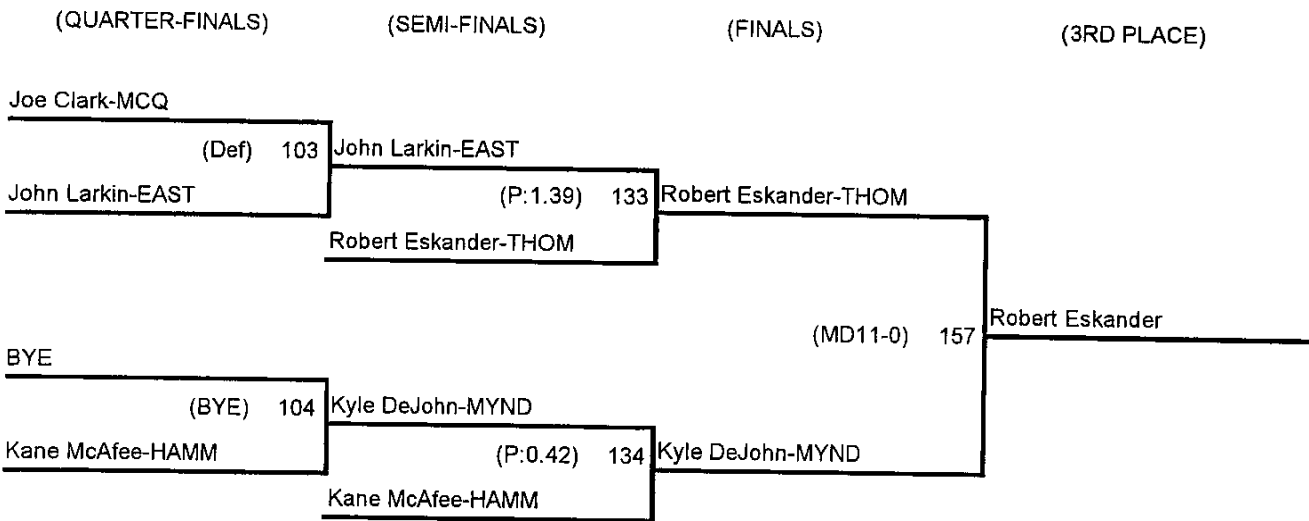 (QUARTER-FINALS) (SEMI-FINALS) (FINALS) (3RD PLACE)
Joe Clark-MCQ
(Def) 103 John Larkin-EAST
John Larkin-EAST (P:1.39) 133 Robert Eskander-THOM
Robert Eskander-THOM
(MD11-0) 157 Robert Eskander
BYE
(BYE) 104 Kyle DeJohn-MYND
Kane McAfee-HAMM (P:0.42) 134 Kyle DeJohn-MYND
Kane McAfee-HAMM